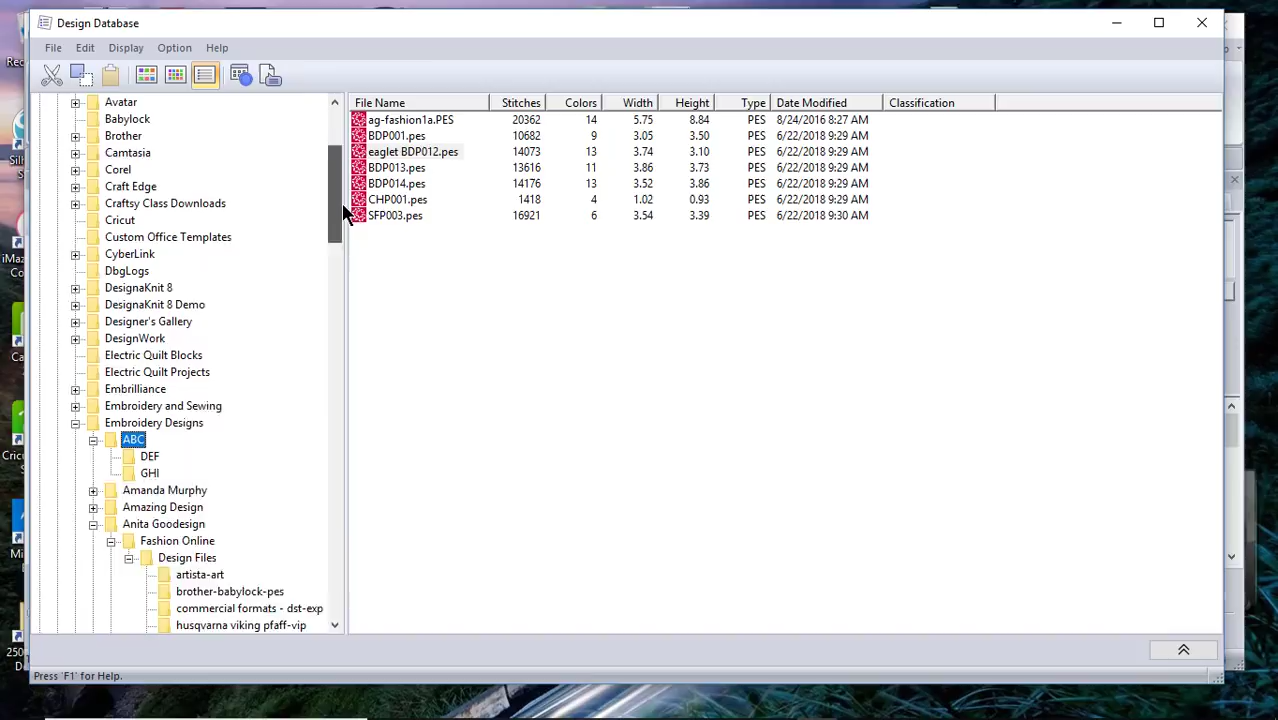 Design Database
File Edit Display Option Help
File Name Stitches Colors Width Height Type Date Modified Classification
ag-fashion1a.PES 20362 14 5.75 8.84 PES 8/24/2016 8:27 AM
BDP001.pes 10682 9 3.05 3.50 PES 6/22/2018 9:29 AM
eaglet BDP012.pes 14073 13 3.74 3.10 PES 6/22/2018 9:29 AM
BDP013.pes 13616 11 3.86 3.73 PES 6/22/2018 9:29 AM
BDP014.pes 14176 13 3.52 3.86 PES 6/22/2018 9:29 AM
CHP001.pes 1418 4 1.02 0.93 PES 6/22/2018 9:29 AM
SFP003.pes 16921 6 3.54 3.39 PES 6/22/2018 9:30 AM
Avatar
Babylock
Brother
Camtasia
Corel
Craft Edge
Craftsy Class Downloads
Cricut
Custom Office Templates
CyberLink
DbgLogs
DesignaKnit 8
DesignaKnit 8 Demo
Designer's Gallery
DesignWork
Electric Quilt Blocks
Electric Quilt Projects
Embrilliance
Embroidery and Sewing
Embroidery Designs
ABC
DEF
GHI
Amanda Murphy
Amazing Design
Anita Goodesign
Fashion Online
Design Files
artista-art
brother-babylock-pes
commercial formats - dst-exp
husqvarna viking pfaff-vip
Press 'F1' for Help.